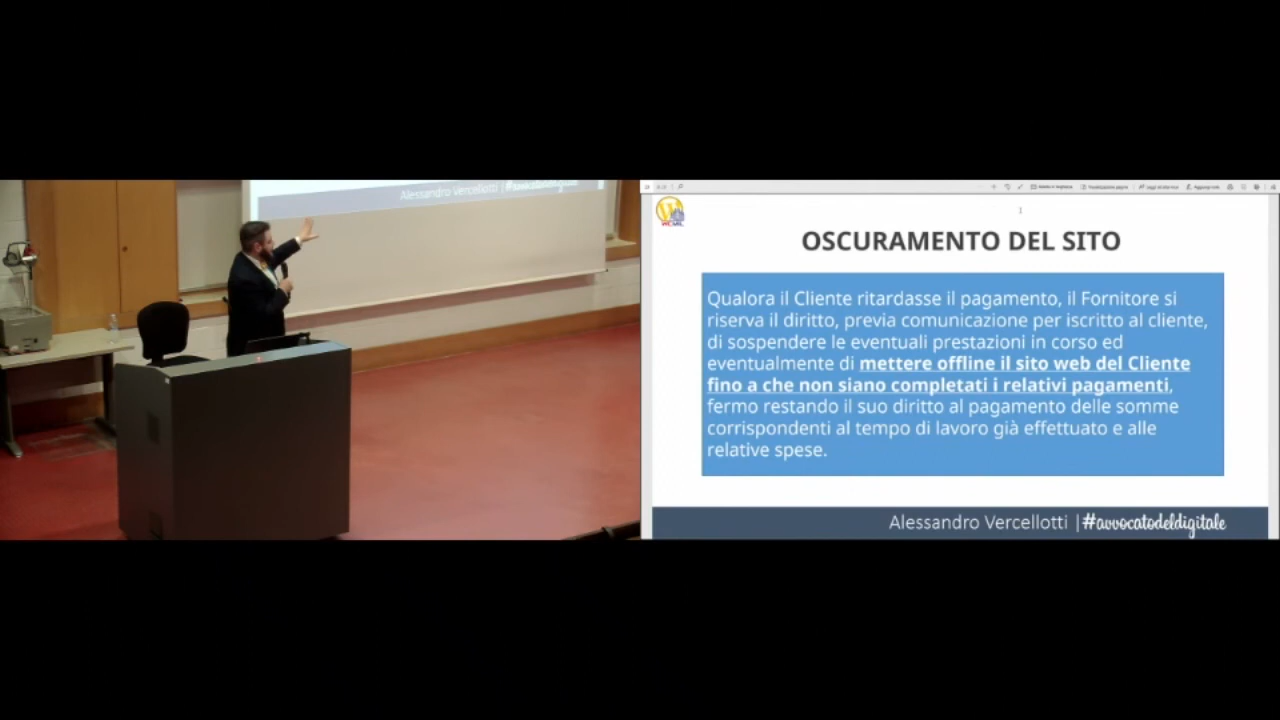 Alessandro Vercellotti | #avvocatodeldigitale
OSCURAMENTO DEL SITO
Qualora il Cliente ritardasse il pagamento, il Fornitore si
riserva il diritto, previa comunicazione per iscritto al cliente,
di sospendere le eventuali prestazioni in corso ed
eventualmente di mettere offline il sito web del Cliente
fino a che non siano completati i relativi pagamenti,
fermo restando il suo diritto al pagamento delle somme
corrispondenti al tempo di lavoro già effettuato e alle
relative spese.
Alessandro Vercellotti | #avvocatodeldigitale